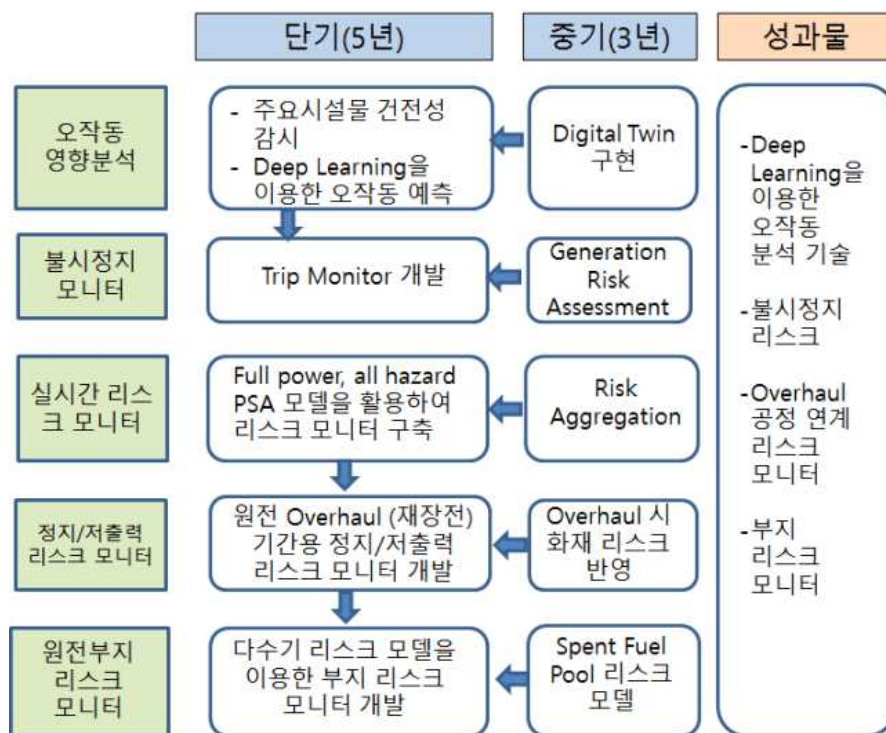 단기(5년)
중기(3년)
성과물
오작동
영향분석
- 주요시설물 건전성
감시
- Deep Learning을
이용한 오작동 예측
Digital Twin
구현
불시정지
모니터
Trip Monitor 개발
Generation
Risk
Assessment
실시간 리스
크 모니터
Full power, all hazard
PSA 모델을 활용하여
리스크 모니터 구축
Risk
Aggregation
정지/저출력
리스크 모니터
원전 Overhaul (재장전)
기간용 정지/저출력
리스크 모니터 개발
Overhaul 시
화재 리스크
반영
원전부지
리스크
모니터
다수기 리스크 모델을
이용한 부지 리스크
모니터 개발
Spent Fuel
Pool 리스크
모델
-Deep
Learning을
이용한
오작동
분석 기술
-불시정지
리스크
-Overhaul
공정 연계
리스크
모니터
-부지
리스크
모니터